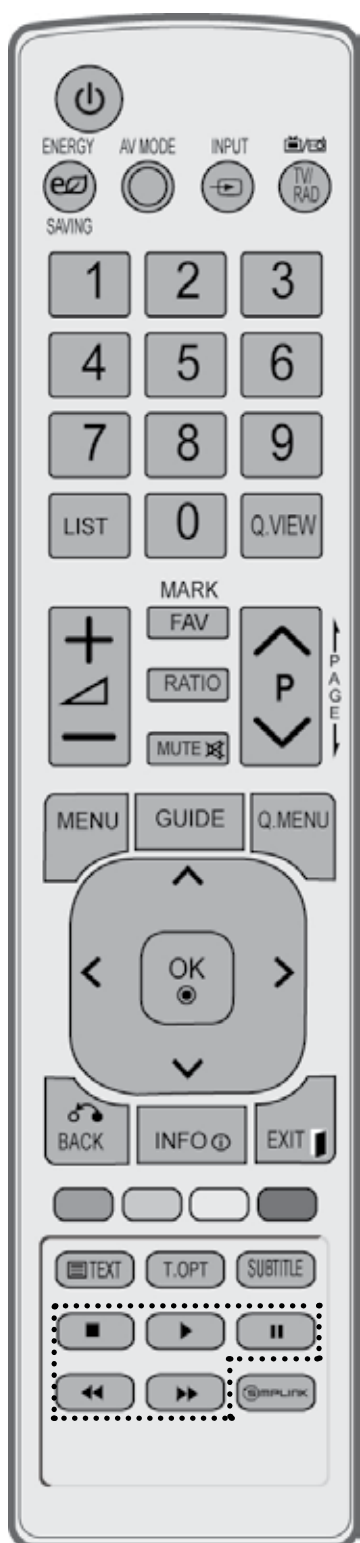 ENERGY AV MODE INPUT
TV/
RAD
SAVING
1 2 3
4 5 6
7 8 9
LIST 0 Q.VIEW
MARK
FAV
RATIO P PAGE
MUTE
MENU GUIDE Q.MENU
OK
BACK INFO EXIT
TEXT T.OPT SUBTITLE
SIMPLINK